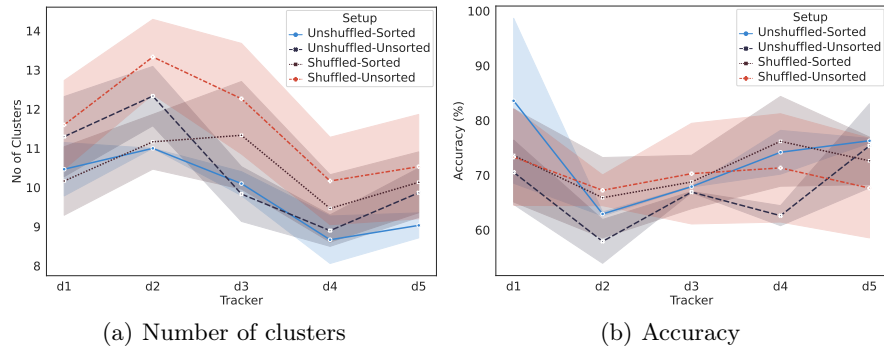 14
13
12
11
10
9
8
No of Clusters
d1 d2 d3 d4 d5
Tracker
Setup
Unshuffled-Sorted
Unshuffled-Unsorted
Shuffled-Sorted
Shuffled-Unsorted
(a) Number of clusters
100
90
80
70
60
Accuracy (%)
d1 d2 d3 d4 d5
Tracker
Setup
Unshuffled-Sorted
Unshuffled-Unsorted
Shuffled-Sorted
Shuffled-Unsorted
(b) Accuracy